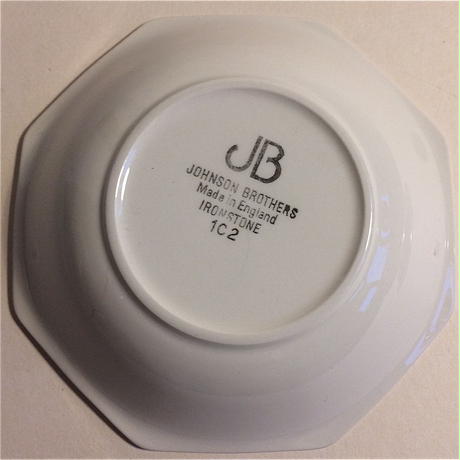 JB
JOHNSON BROTHERS
Made in England
IRONSTONE
1C2